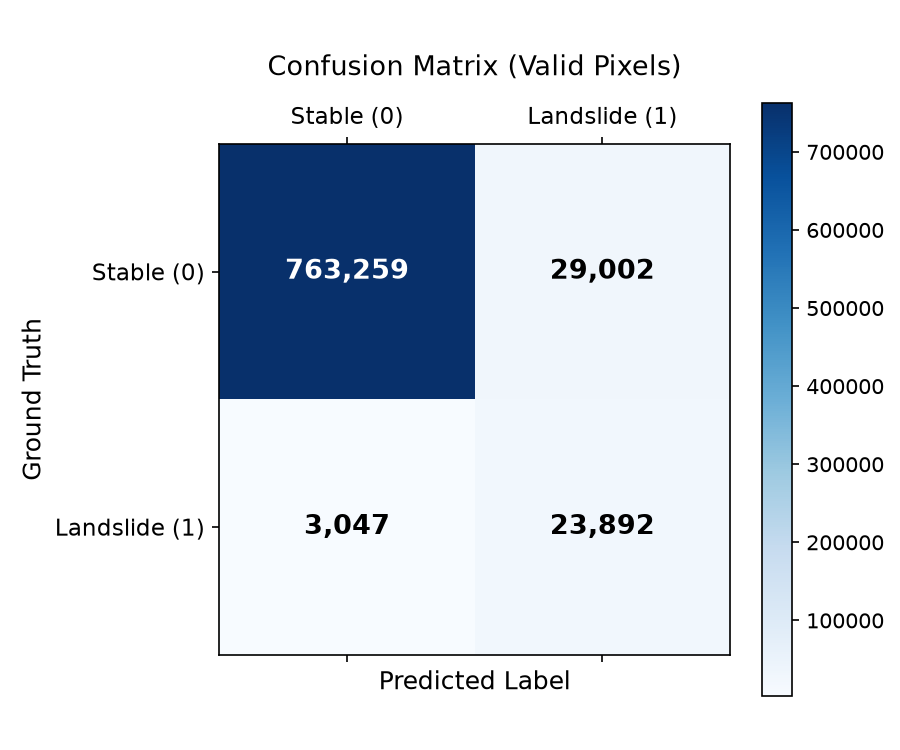 Confusion Matrix (Valid Pixels)
Stable (0) Landslide (1)
700000
600000
500000
400000
300000
200000
100000
Ground Truth
Stable (0) 763,259 29,002
Landslide (1) 3,047 23,892
Predicted Label